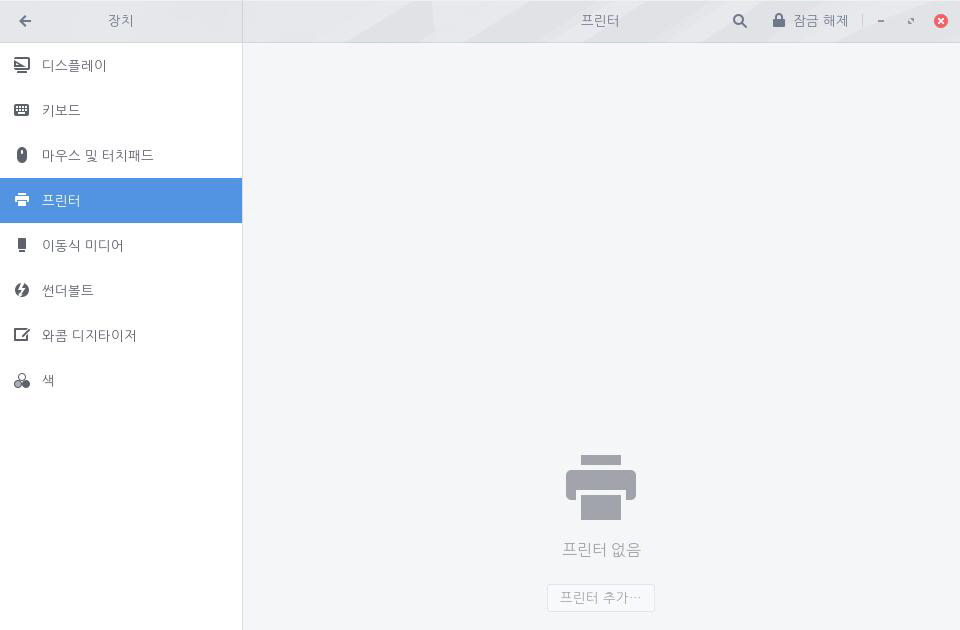 장치
프린터
잠금 해제
디스플레이
키보드
마우스 및 터치패드
프린터
이동식 미디어
썬더볼트
와콤 디지타이저
색
프린터 없음
프린터 추가…